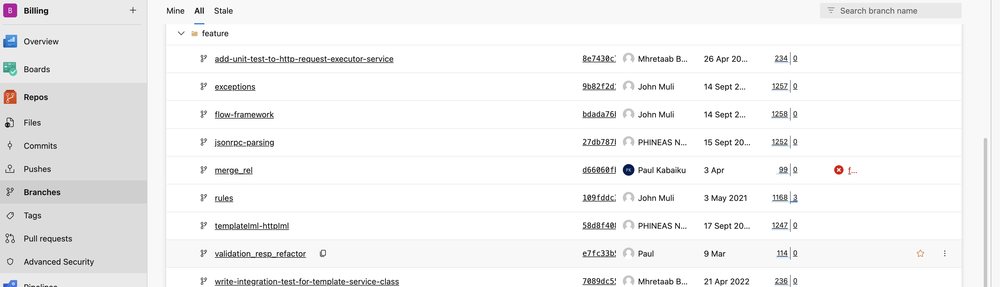 B Billing
Mine All Stale
Search branch name
feature
Overview
add-unit-test-to-http-request-executor-service 8e7430c Mhretaab B... 26 Apr 20... 234 0
Boards
exceptions 9b82f2d John Muli 14 Sept 2... 1257 0
Repos
flow-framework bdada76 John Muli 14 Sept 2... 1258 0
Files
jsonrpc-parsing 27db787 PHINEAS N... 15 Sept 20... 1252 0
Commits
merge_rel d66060f PK Paul Kabaiku 3 Apr 99 0 f...
Pushes
Branches
rules 109fddc John Muli 3 May 2021 1168 3
Tags
templateIml-httpIml 58d8f40 PHINEAS N... 17 Sept 20... 1247 0
Pull requests
validation_resp_refactor e7fc33b Paul 9 Mar 114 0
Advanced Security
write-integration-test-for-template-service-class 7089dc5 Mhretaab B... 21 Apr 2022 236 0
Pipelines